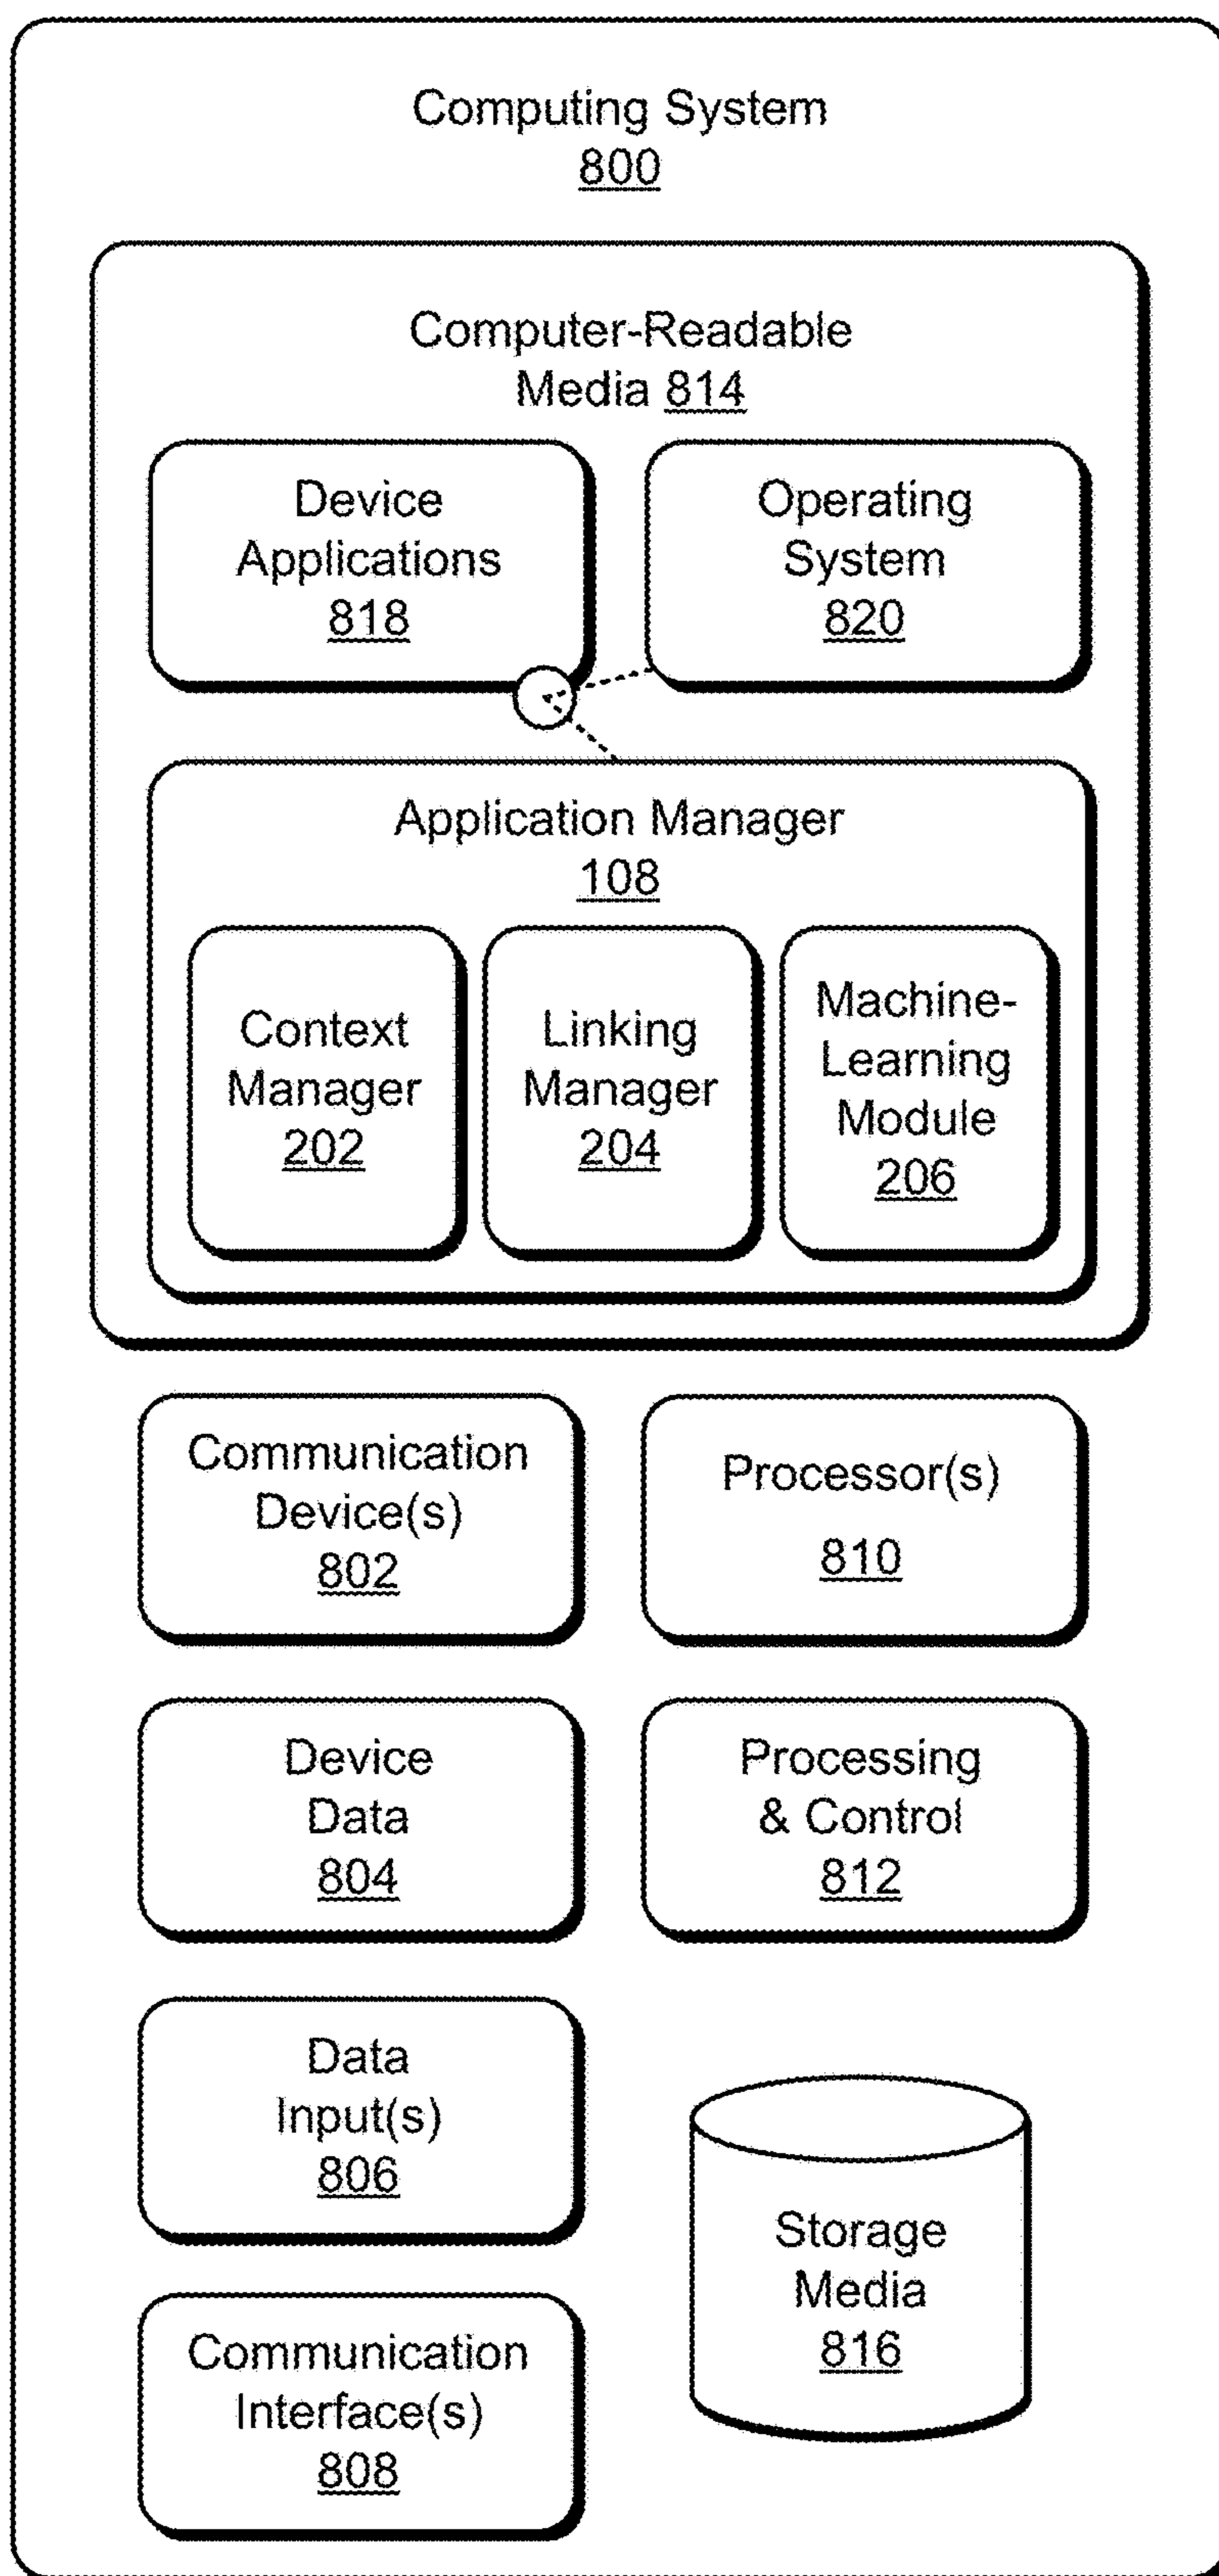 Computing System
800
Computer-Readable
Media 814
Device
Applications
818
Operating
System
820
Application Manager
108
Context
Manager
202
Linking
Manager
204
Machine-
Learning
Module
206
Communication
Device(s)
802
Processor(s)
810
Device
Data
804
Processing
& Control
812
Data
Input(s)
806
Storage
Media
816
Communication
Interface(s)
808